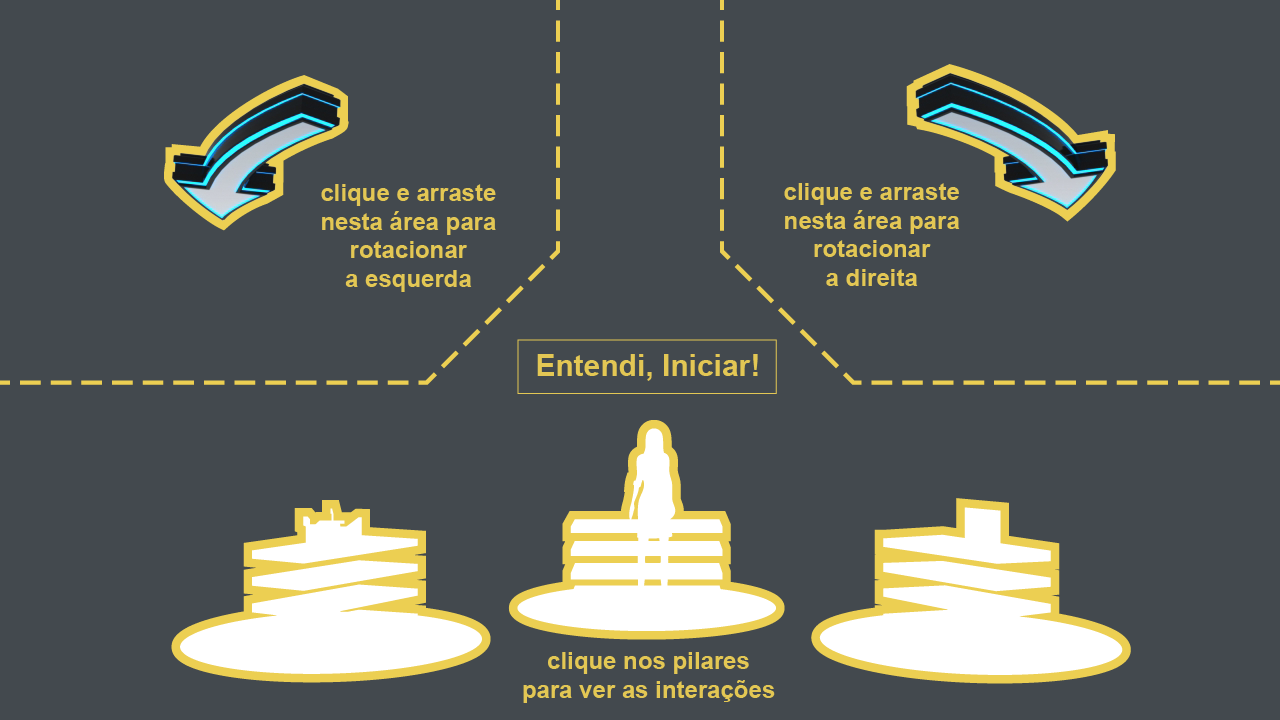 clique e arraste
nesta área para
rotacionar
a esquerda
clique e arraste
nesta área para
rotacionar
a direita
Entendi, Iniciar!
clique nos pilares
para ver as interações